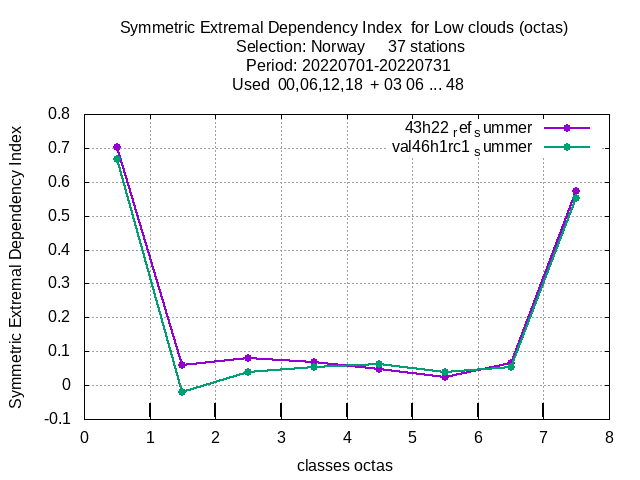 Symmetric Extremal Dependency Index for Low clouds (octas)
Selection: Norway 37 stations
Period: 20220701-20220731
Used 00,06,12,18 + 03 06 ... 48
43h22 ref summer
val46h1rc1 summer
Symmetric Extremal Dependency Index
0.8
0.7
0.6
0.5
0.4
0.3
0.2
0.1
0
-0.1
0 1 2 3 4 5 6 7 8
classes octas